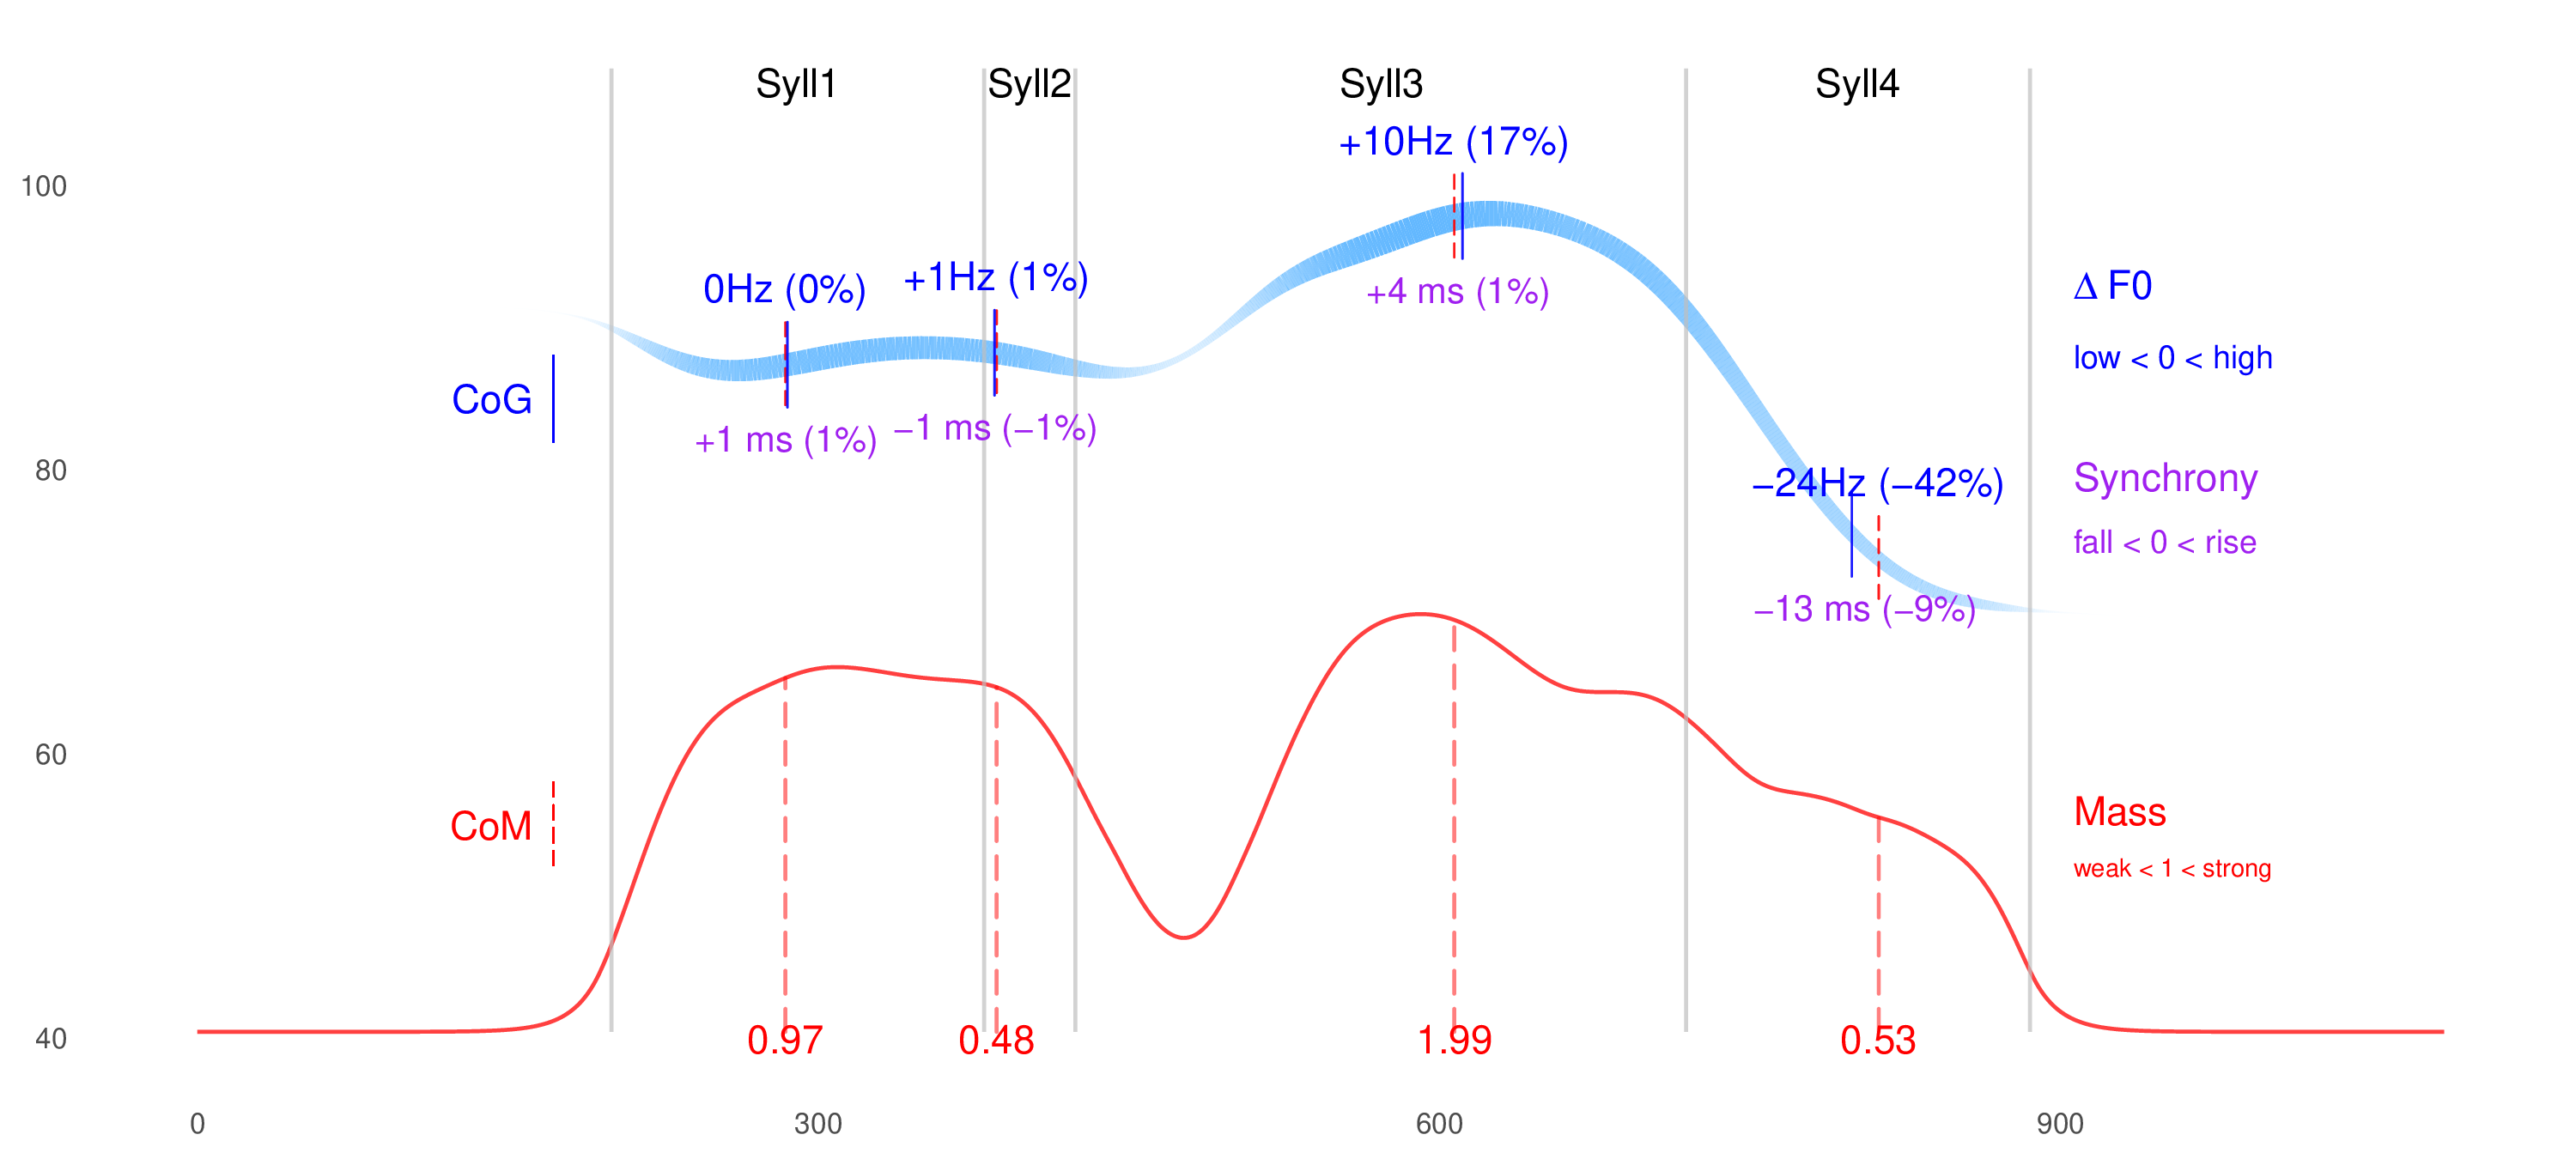 Syll1 Syll2 Syll3 Syll4
+10Hz (17%)
100
+1Hz (1%)
0Hz (0%)
+4 ms (1%)
Δ F0
low < 0 < high
CoG
+1 ms (1%)
−1 ms (−1%)
80
−24Hz (−42%)
Synchrony
fall < 0 < rise
−13 ms (−9%)
60
CoM
Mass
weak < 1 < strong
40
0.97 0.48 1.99 0.53
0 300 600 900